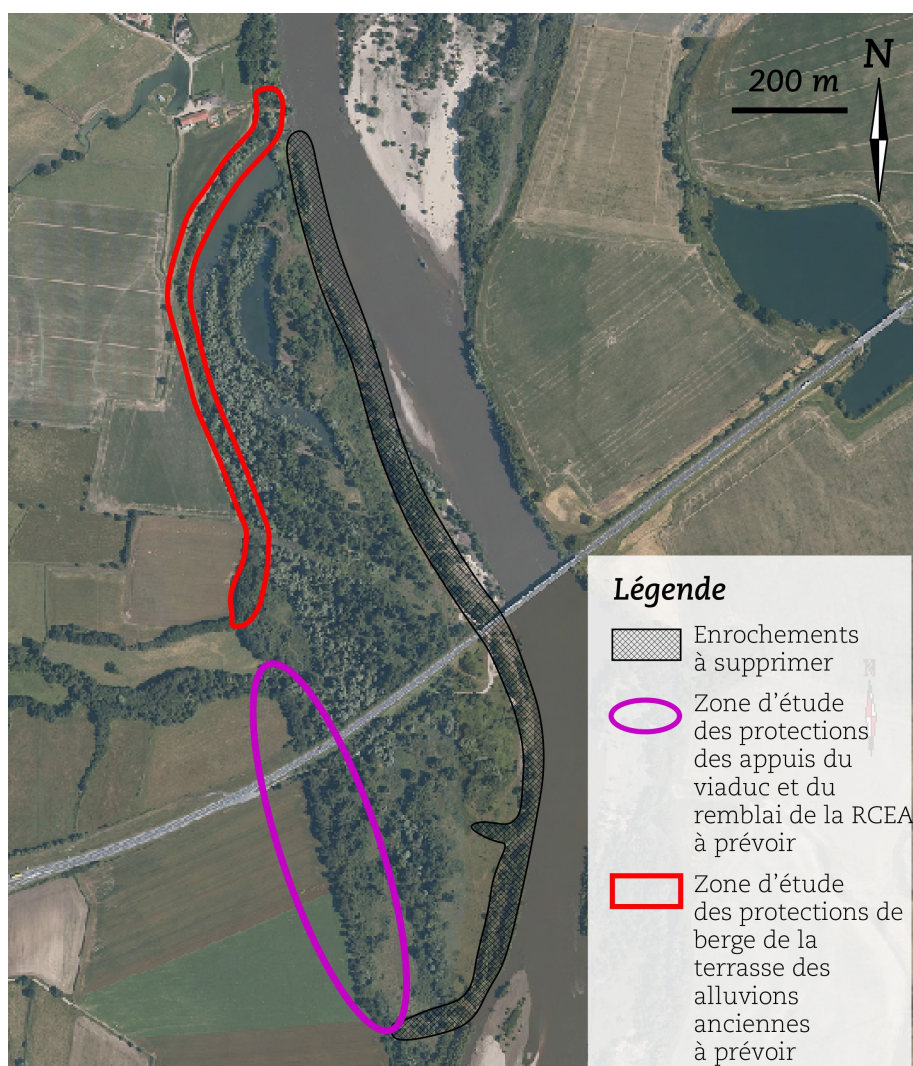 200 m
N
Légende
Enrochements
à supprimer
Zone d'étude
des protections
des appuis du
viaduc et du
remblai de la RCEA
à prévoir
Zone d'étude
des protections de
berge de la
terrasse des
alluvions
anciennes
à prévoir
N